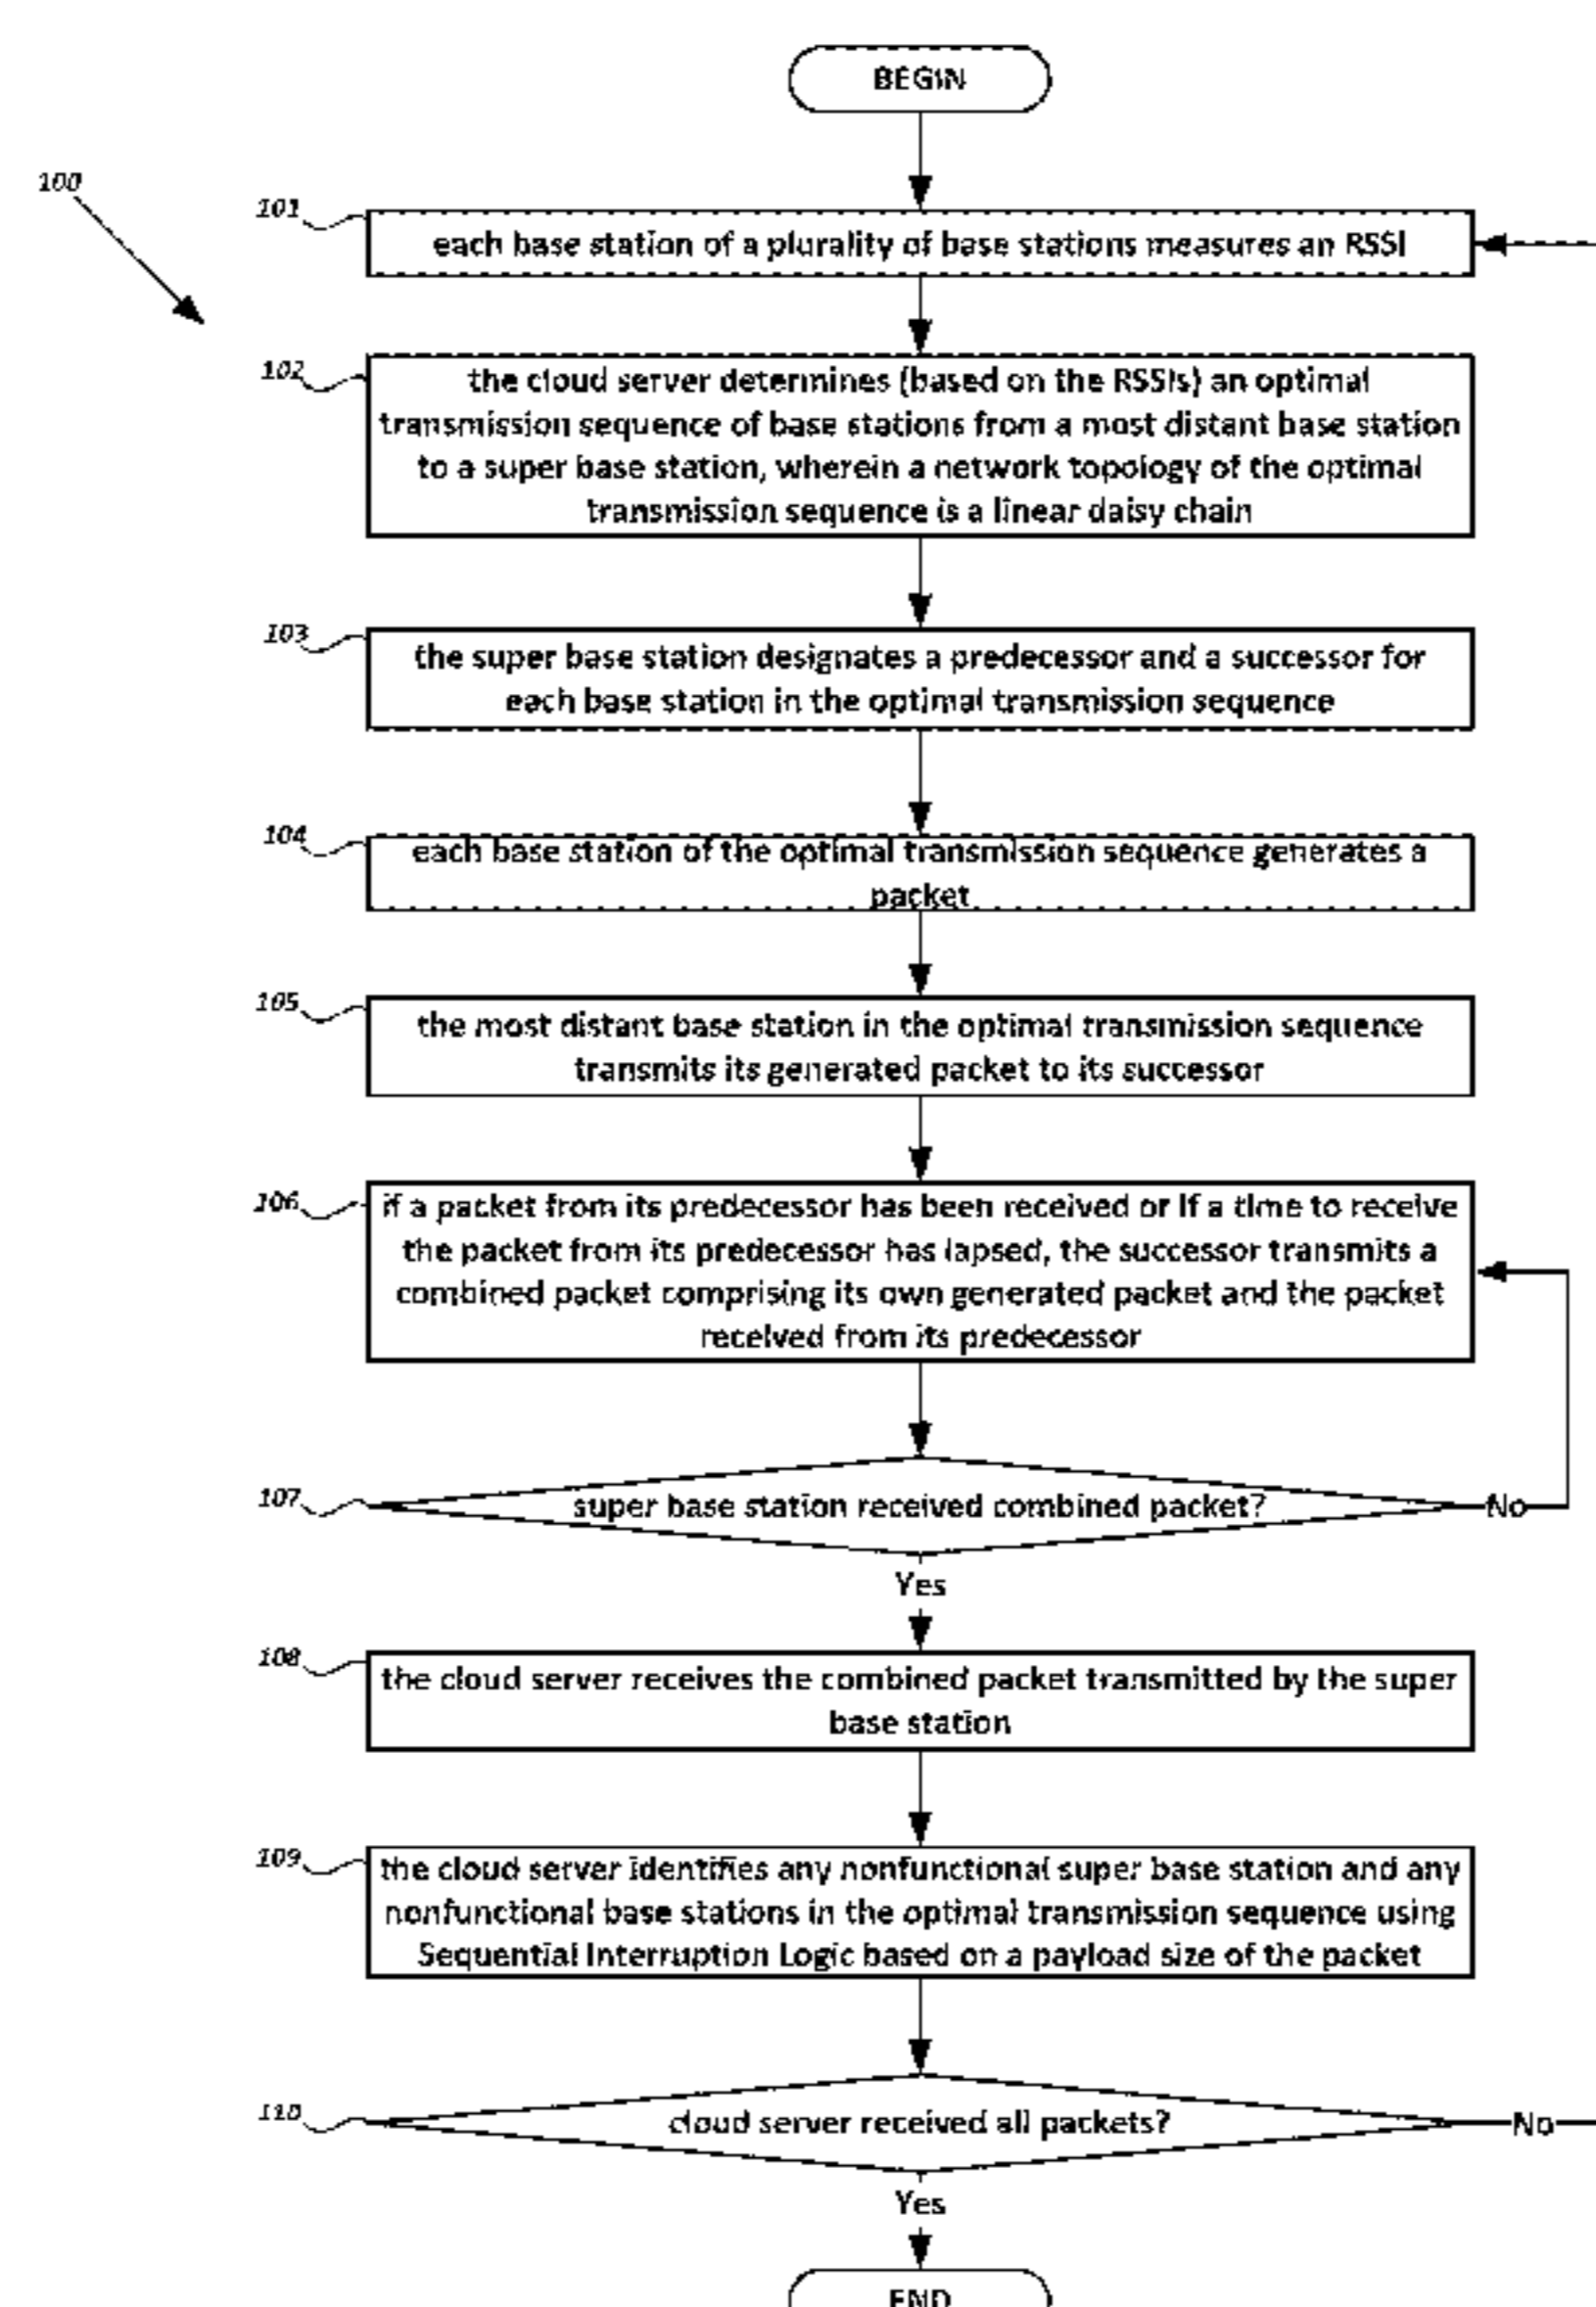 BEGIN
100
101
each base station of a plurality of base stations measures an RSSI
102
the cloud server determines (based on the RSSIs) an optimal
transmission sequence of base stations from a most distant base station
to a super base station, wherein a network topology of the optimal
transmission sequence is a linear daisy chain
103
the super base station designates a predecessor and a successor for
each base station in the optimal transmission sequence
104
each base station of the optimal transmission sequence generates a
packet
105
the most distant base station in the optimal transmission sequence
transmits its generated packet to its successor
106
if a packet from its predecessor has been received or if a time to receive
the packet from its predecessor has lapsed, the successor transmits a
combined packet comprising its own generated packet and the packet
received from its predecessor
107
super base station received combined packet?
No
Yes
108
the cloud server receives the combined packet transmitted by the super
base station
109
the cloud server identifies any nonfunctional super base station and any
nonfunctional base stations in the optimal transmission sequence using
Sequential Interruption Logic based on a payload size of the packet
110
cloud server received all packets?
No
Yes
END